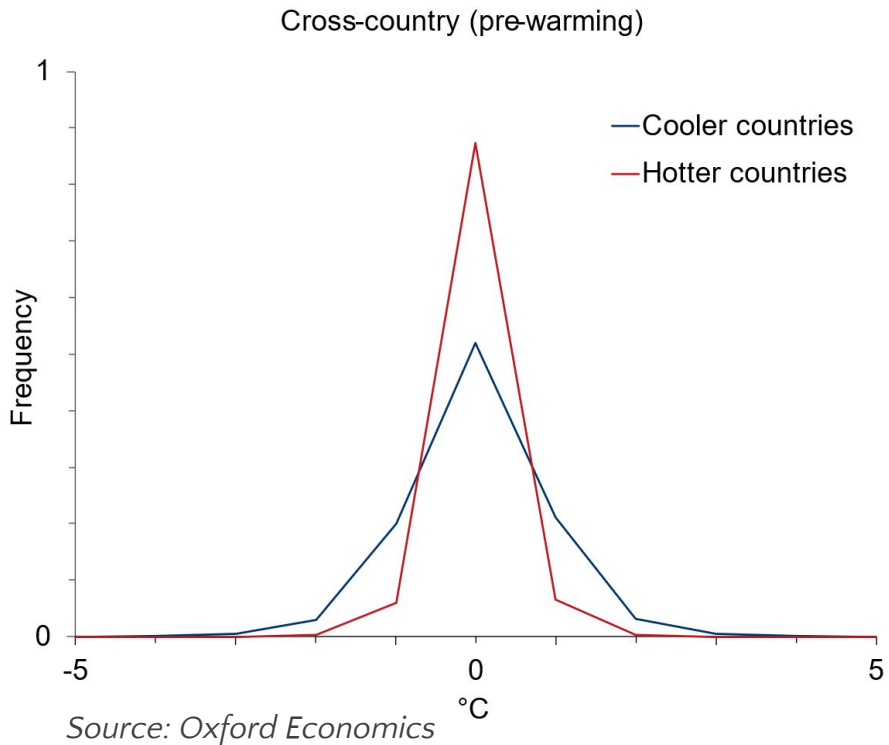 Cross-country (pre-warming)
1
Cooler countries
Hotter countries
Frequency
0
-5
0
5
°C
Source: Oxford Economics